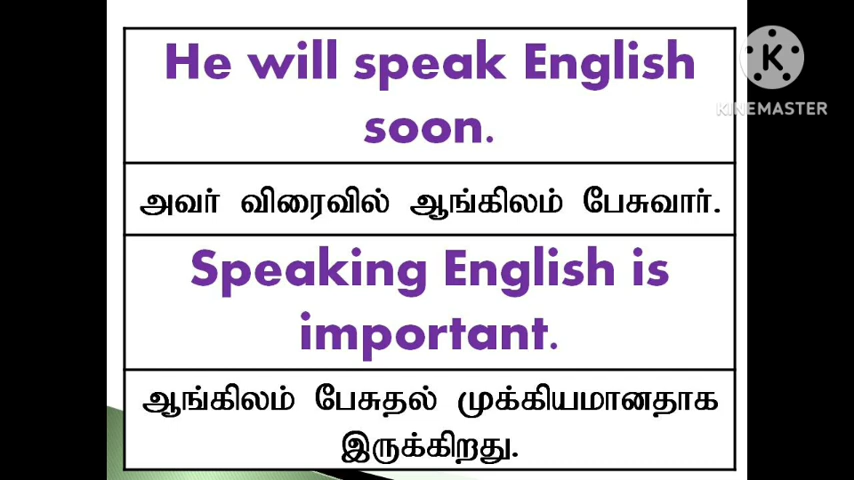 He will speak English
soon.
அவர் விரைவில் ஆங்கிலம் பேசுவார்.
Speaking English is
important.
ஆங்கிலம் பேசுதல் முக்கியமானதாக
இருக்கிறது.
K
KINEMASTER